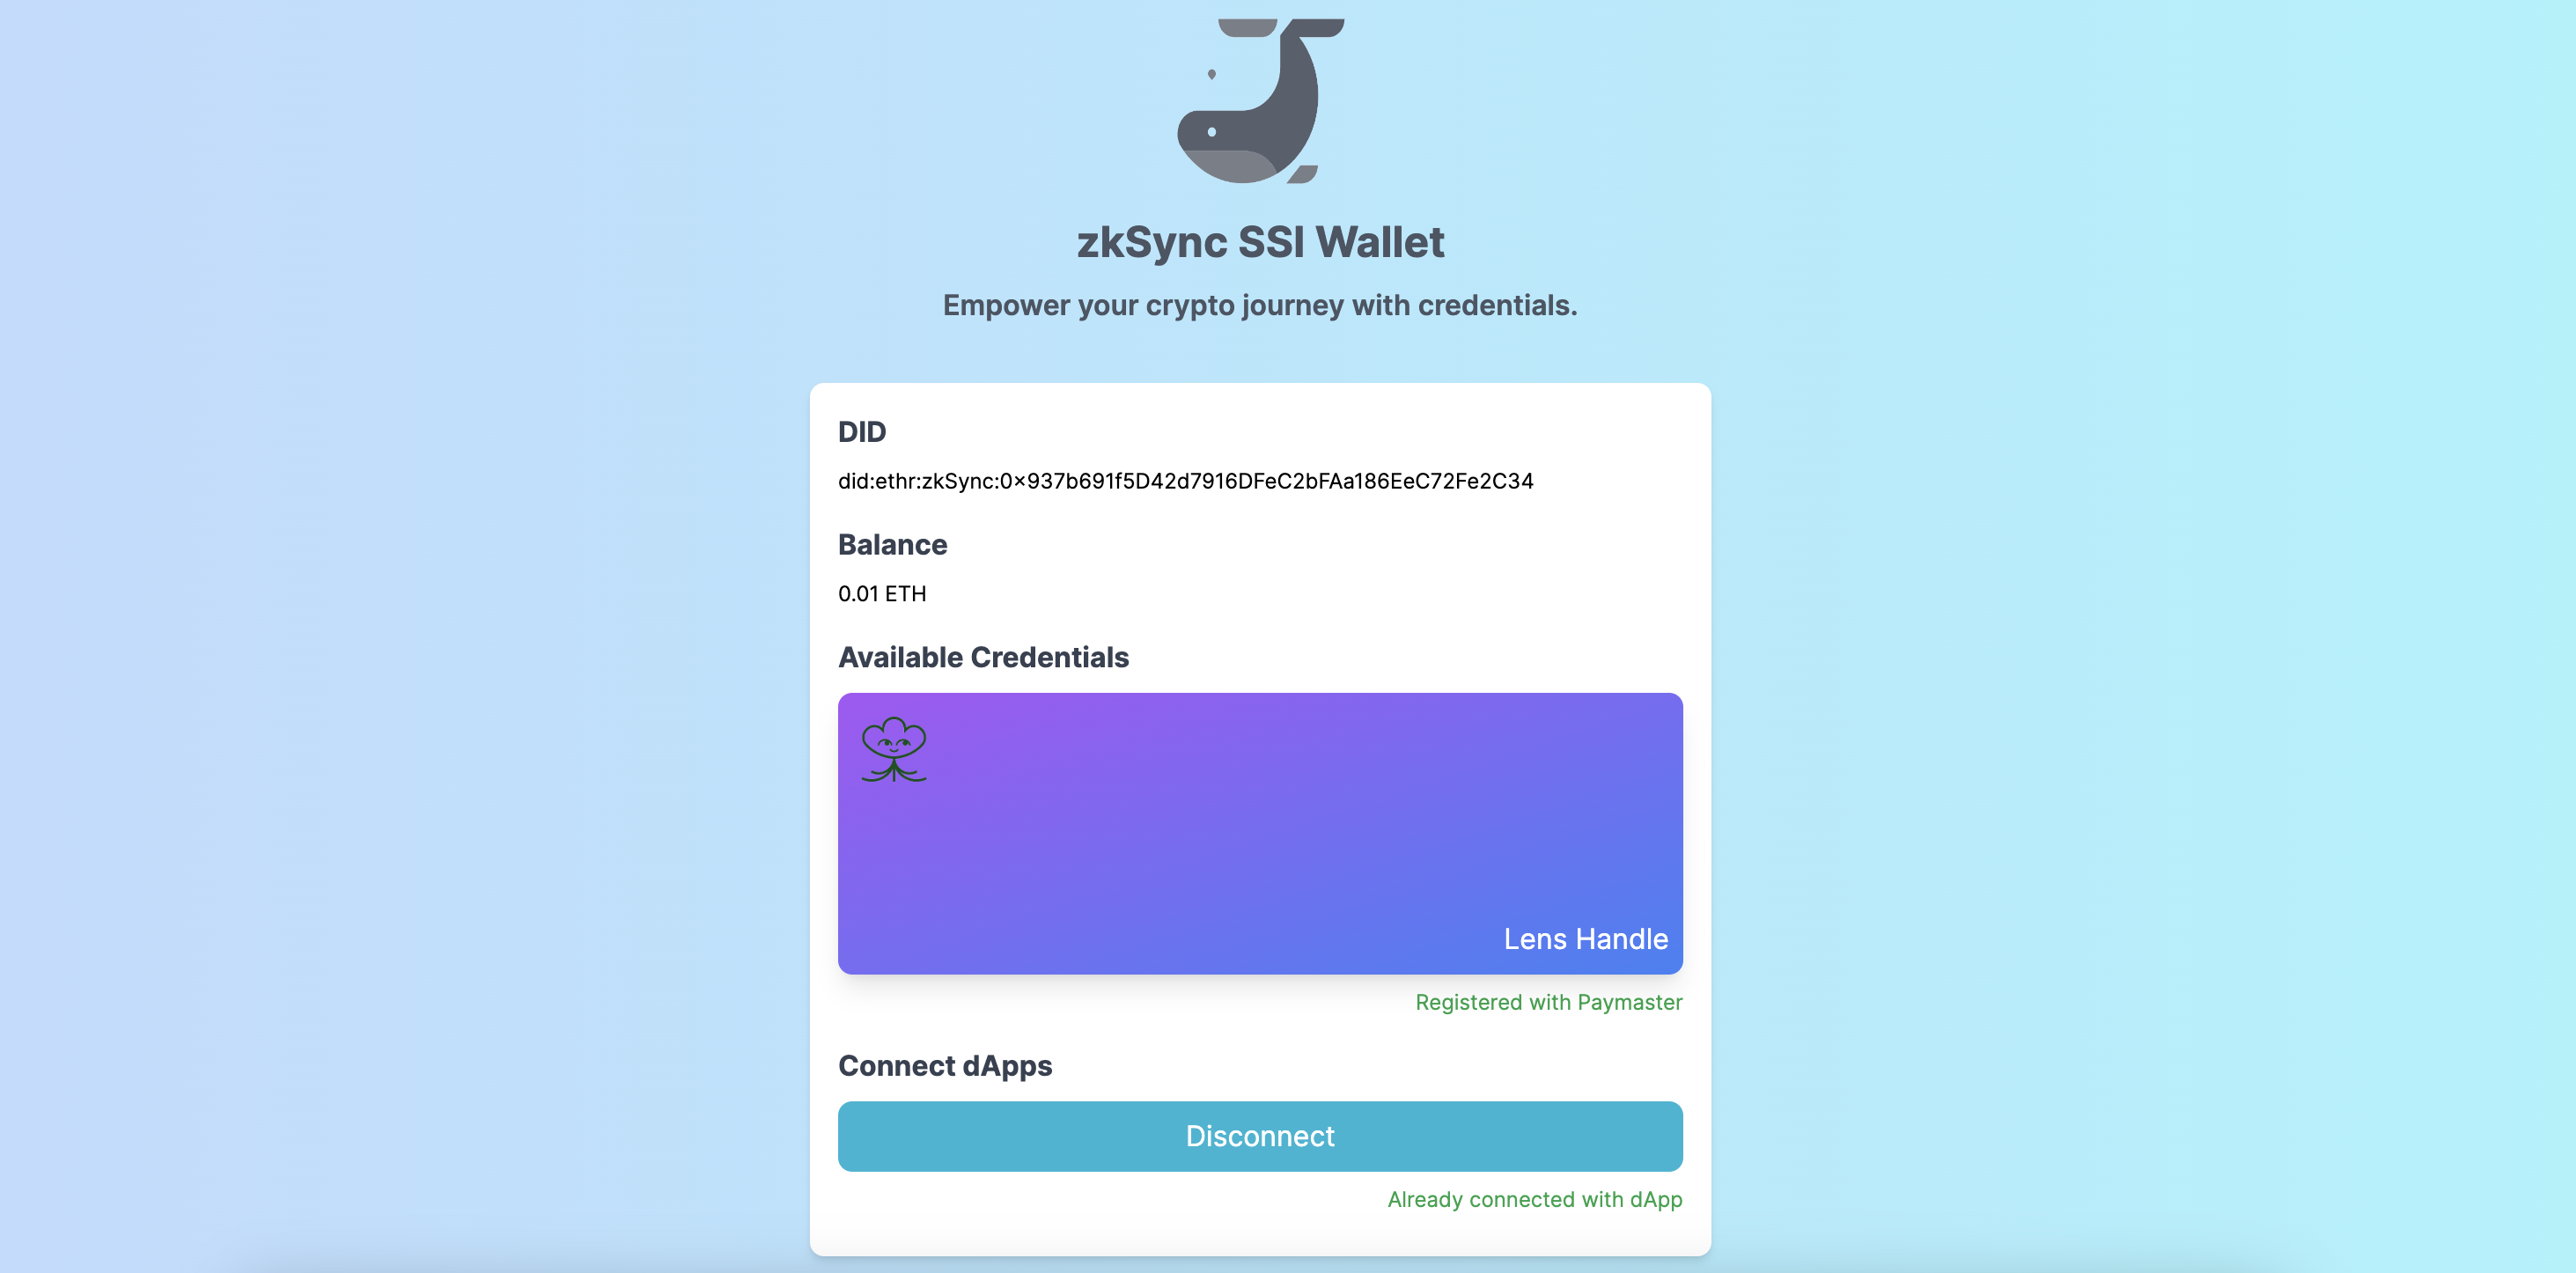 zkSync SSI Wallet
Empower your crypto journey with credentials.
DID
did:ethr:zkSync:0x937b691f5D42d7916DFeC2bFAa186EeC72Fe2C34
Balance
0.01 ETH
Available Credentials
Lens Handle
Registered with Paymaster
Connect dApps
Disconnect
Already connected with dApp